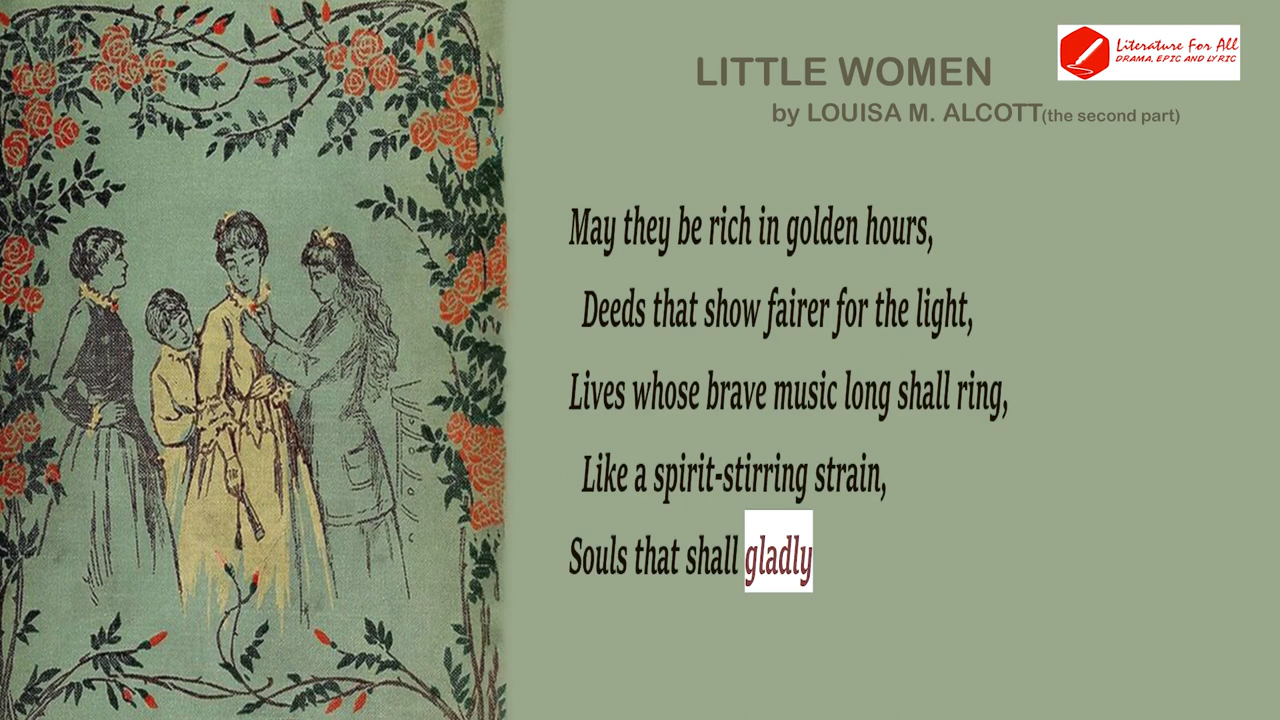 LITTLE WOMEN
by LOUISA M. ALCOTT(the second part)
Literature For All
DRAMA, EPIC AND LYRIC
May they be rich in golden hours,
Deeds that show fairer for the light,
Lives whose brave music long shall ring,
Like a spirit-stirring strain,
Souls that shall gladly